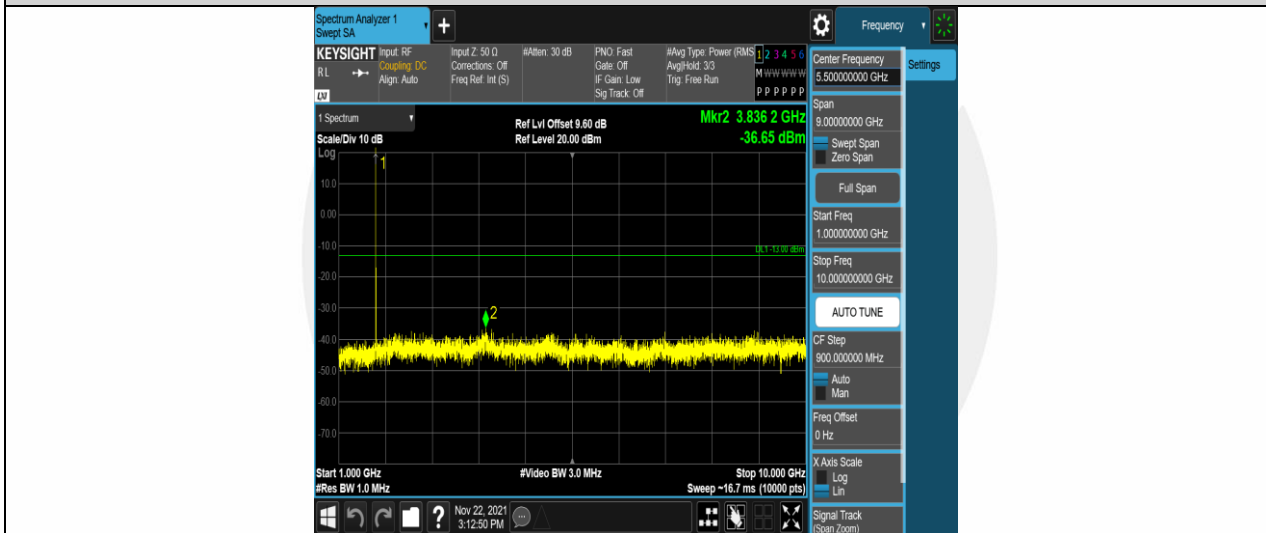 Spectrum Analyzer 1
Swept SA
Frequency
KEYSIGHT
RL
LXI
Input: RF
Coupling: DC
Align: Auto
Input Z: 50 Ω
Corrections: Off
Freq Ref: Int (S)
#Atten: 30 dB
PNO: Fast
Gate: Off
IF Gain: Low
Sig Track: Off
#Avg Type: Power (RMS
Avg|Hold: 3/3
Trig: Free Run
1 2 3 4 5 6
M W W W W W
P P P P P P
1 Spectrum
Scale/Div 10 dB
Log
Ref Lvl Offset 9.60 dB
Ref Level 20.00 dBm
Mkr2 3.836 2 GHz
-36.65 dBm
1
10.0
0.00
-10.0
DL1 -13.00 dBm
-20.0
-30.0
2
-40.0
-50.0
-60.0
-70.0
Start 1.000 GHz
#Res BW 1.0 MHz
#Video BW 3.0 MHz
Stop 10.000 GHz
Sweep ~16.7 ms (10000 pts)
Nov 22, 2021
3:12:50 PM
Center Frequency
5.500000000 GHz
Settings
Span
9.00000000 GHz
Swept Span
Zero Span
Full Span
Start Freq
1.000000000 GHz
Stop Freq
10.000000000 GHz
AUTO TUNE
CF Step
900.000000 MHz
Auto
Man
Freq Offset
0 Hz
X Axis Scale
Log
Lin
Signal Track
(Span Zoom)